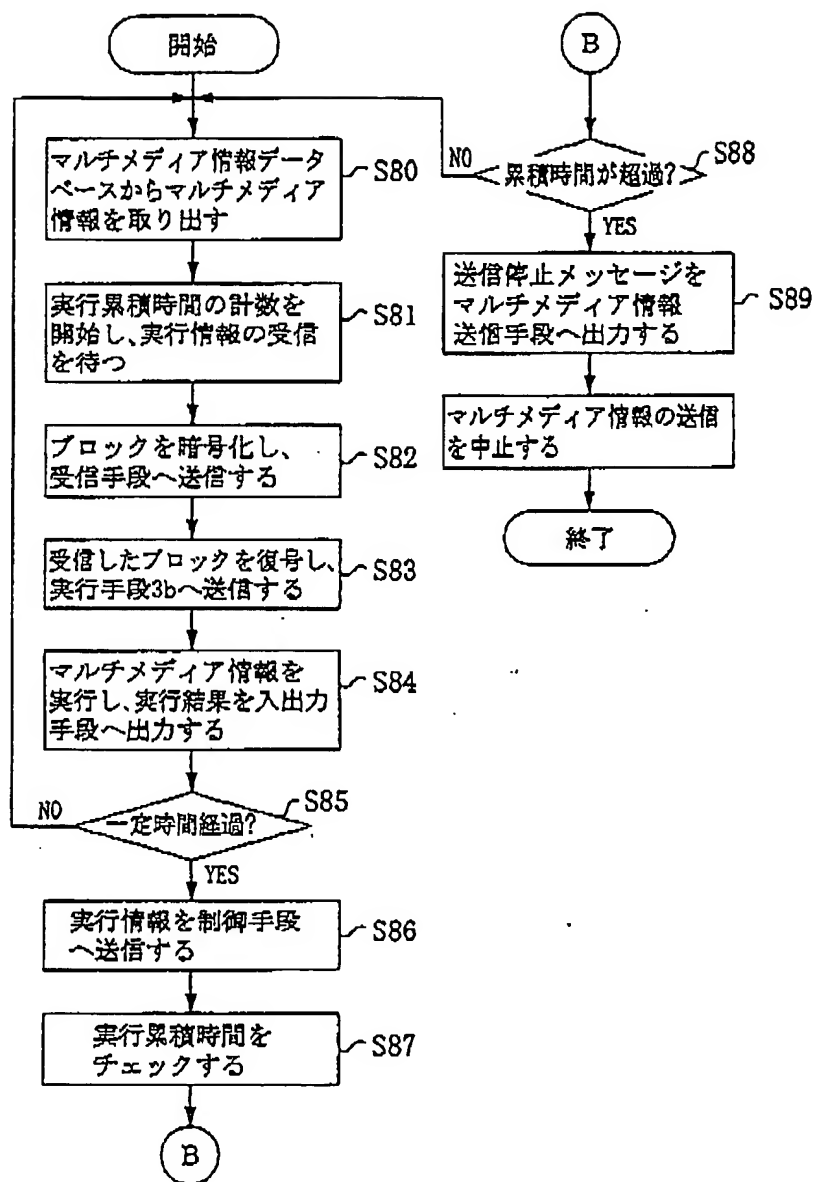 開始
マルチメディア情報データ
ベースからマルチメディア
情報を取り出す
S80
実行累積時間の計数を
開始し、実行情報の受信
を待つ
S81
ブロックを暗号化し、
受信手段へ送信する
S82
受信したブロックを復号し、
実行手段3bへ送信する
S83
マルチメディア情報を
実行し、実行結果を入出力
手段へ出力する
S84
NO
一定時間経過?
S85
YES
実行情報を制御手段
へ送信する
S86
実行累積時間を
チェックする
S87
B
B
NO
累積時間が超過?
S88
YES
送信停止メッセージを
マルチメディア情報
送信手段へ出力する
S89
マルチメディア情報の送信
を中止する
終了